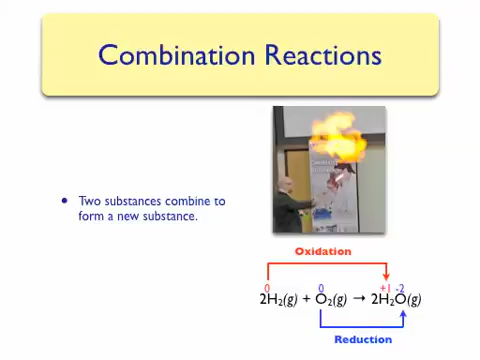 Combination Reactions
• Two substances combine to
form a new substance.
Oxidation
0 0 +1 -2
2H₂(g) + O₂(g) → 2H₂O(g)
Reduction